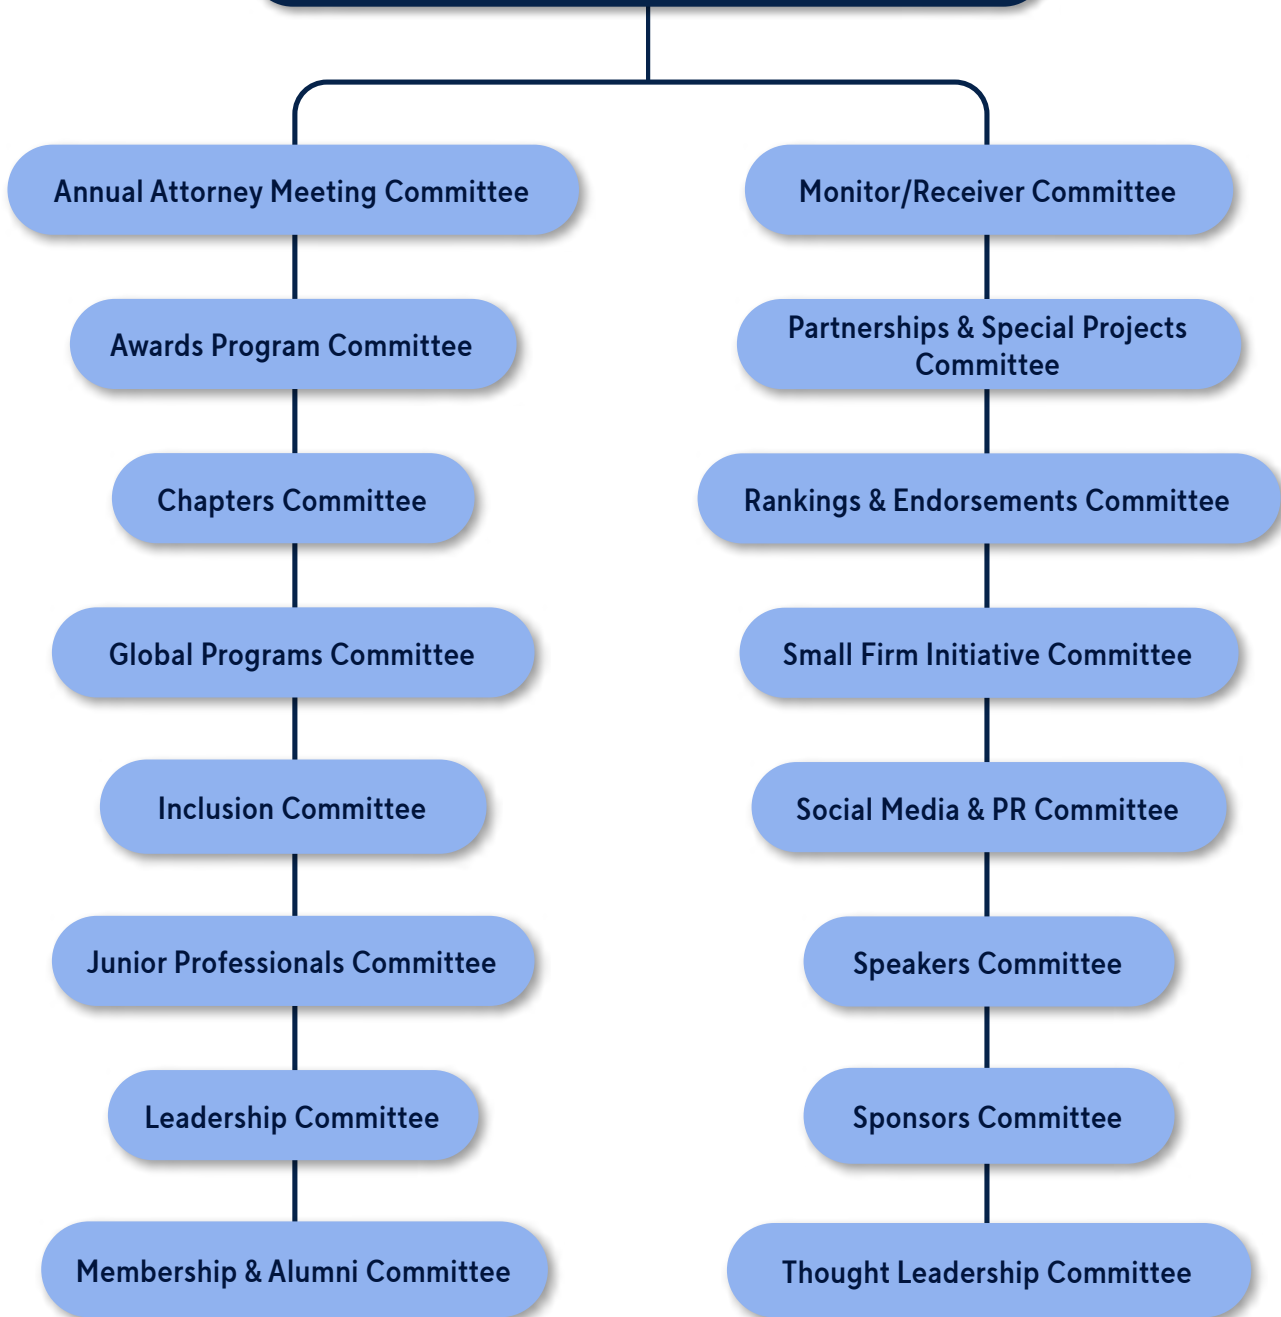 Annual Attorney Meeting Committee
Awards Program Committee
Chapters Committee
Global Programs Committee
Inclusion Committee
Junior Professionals Committee
Leadership Committee
Membership & Alumni Committee
Monitor/Receiver Committee
Partnerships & Special Projects
Committee
Rankings & Endorsements Committee
Small Firm Initiative Committee
Social Media & PR Committee
Speakers Committee
Sponsors Committee
Thought Leadership Committee